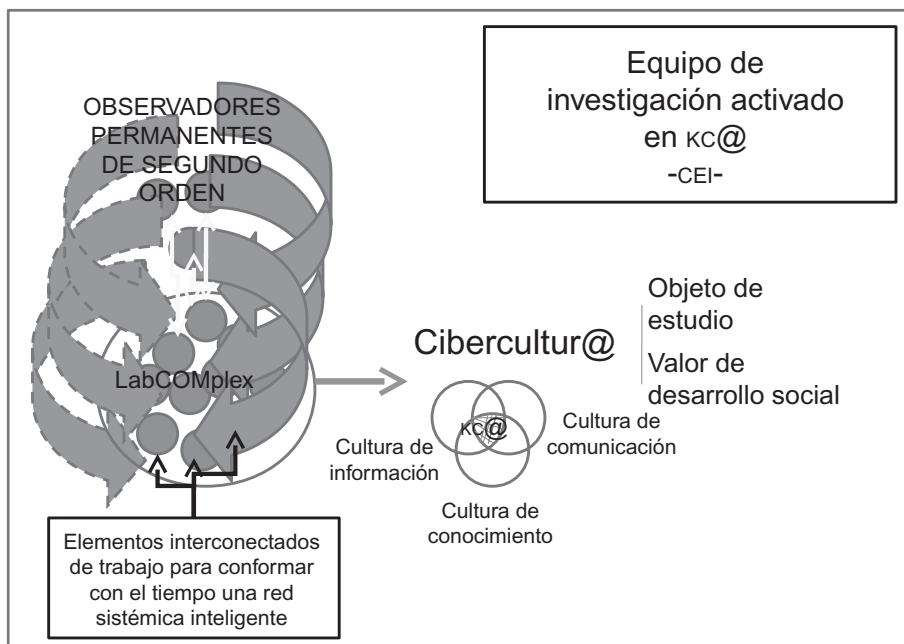 Equipo de
investigación activado
en KC@
-CEI-
OBSERVADORES
PERMANENTES
DE SEGUNDO
ORDEN
LabCOMplex
Cibercultur@
Objeto de
estudio
Valor de
desarrollo social
KC@
Cultura de
información
Cultura de
comunicación
Cultura de
conocimiento
Elementos interconectados
de trabajo para conformar
con el tiempo una red
sistémica inteligente